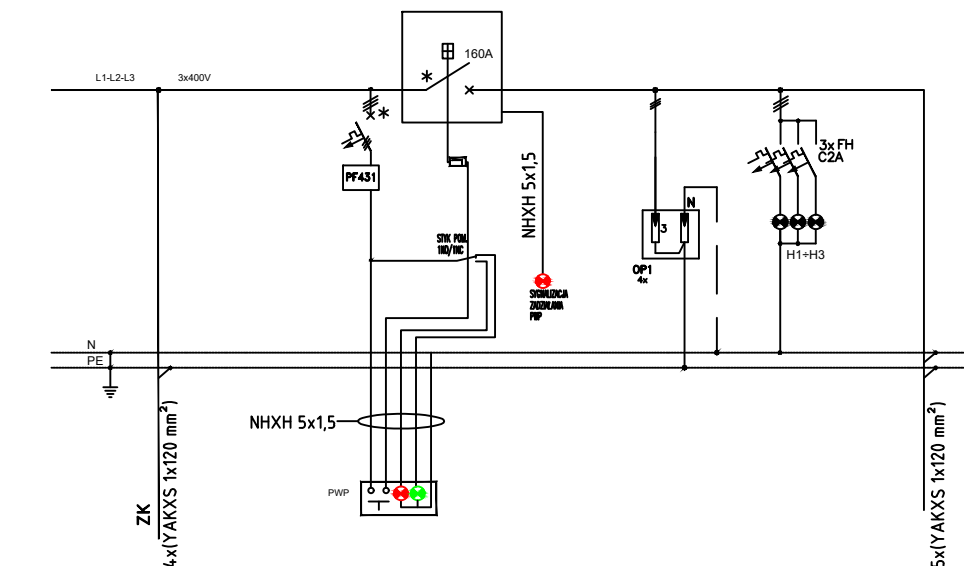 160A
L1-L2-L3
3x400V
3x FH
C2A
PF431
NHXH 5x1,5
N
3
STYK POM.
1NO/1NC
H1÷H3
OP1
4x
SYGNALIZACJA
ZADZIAŁANIA
PWP
N
PE
NHXH 5x1,5
PWP
ZK
4x(YAKXS 1x120 mm²)
5x(YAKXS 1x120 mm²)